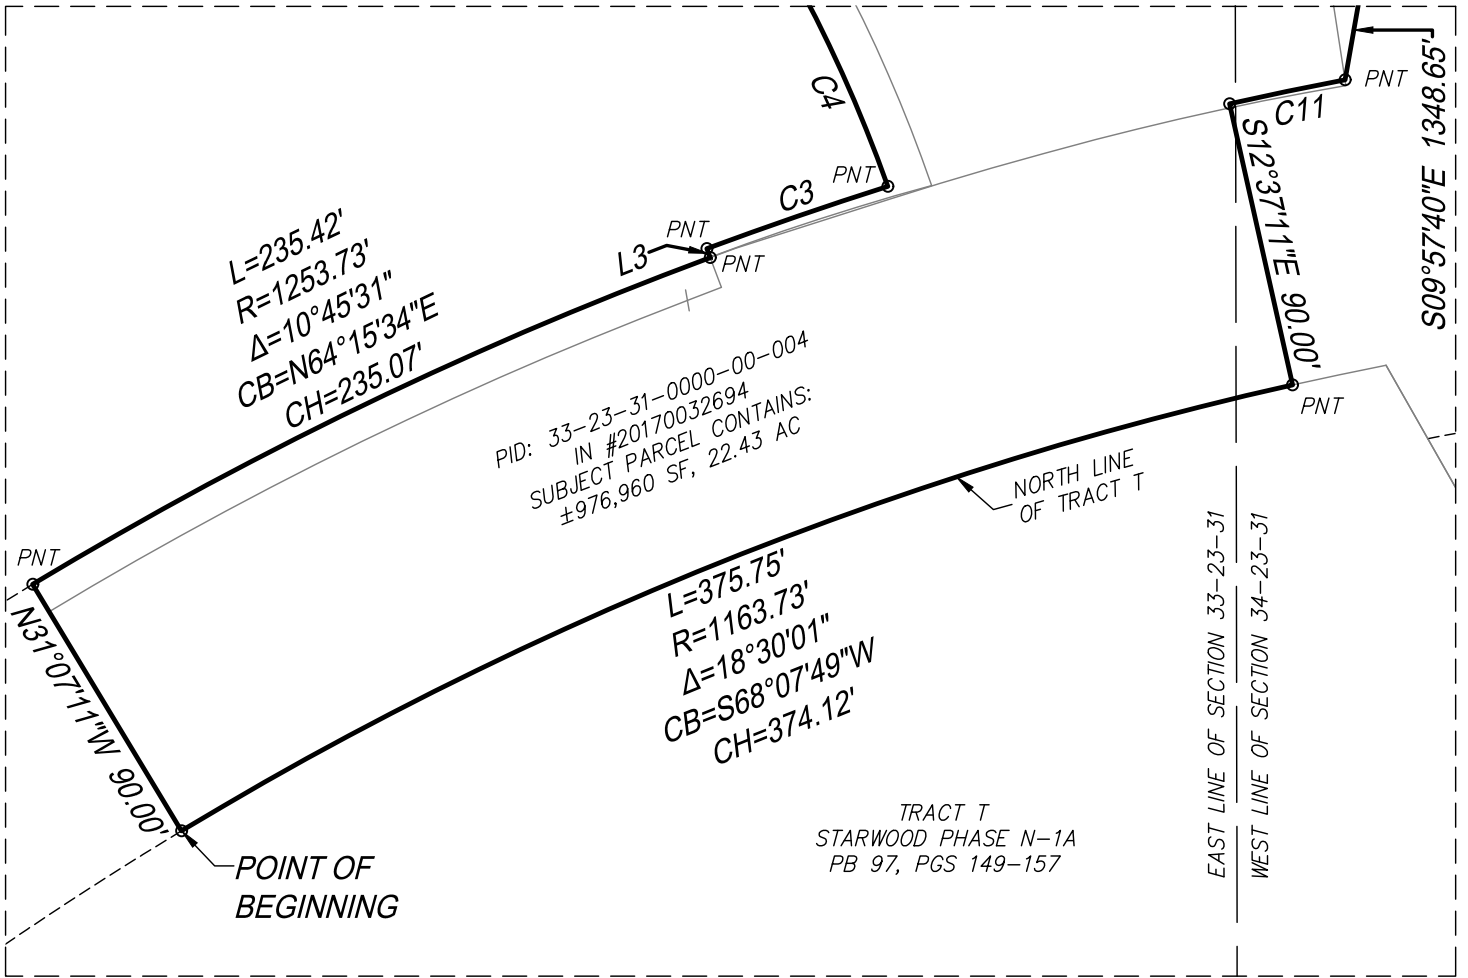 C4
PNT
S09°57'40"E 1348.65'
C11
PNT
C3
PNT
L3
PNT
S12°37'11"E 90.00'
L=235.42'
R=1253.73'
Δ=10°45'31"
CB=N64°15'34"E
CH=235.07'
PID: 33-23-31-0000-00-004
IN #20170032694
SUBJECT PARCEL CONTAINS:
±976,960 SF, 22.43 AC
PNT
NORTH LINE
OF TRACT T
PNT
N31°07'11"W 90.00'
L=375.75'
R=1163.73'
Δ=18°30'01"
CB=S68°07'49"W
CH=374.12'
EAST LINE OF SECTION 33-23-31
WEST LINE OF SECTION 34-23-31
TRACT T
STARWOOD PHASE N-1A
PB 97, PGS 149-157
POINT OF
BEGINNING